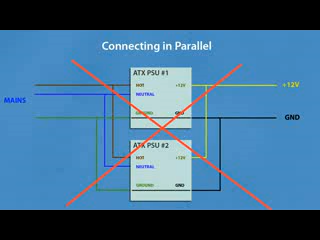 Connecting in Parallel
ATX PSU #1
HOT +12V
MAINS
NEUTRAL
+12V
GROUND GND
GND
ATX PSU #2
HOT +12V
NEUTRAL
GROUND GND